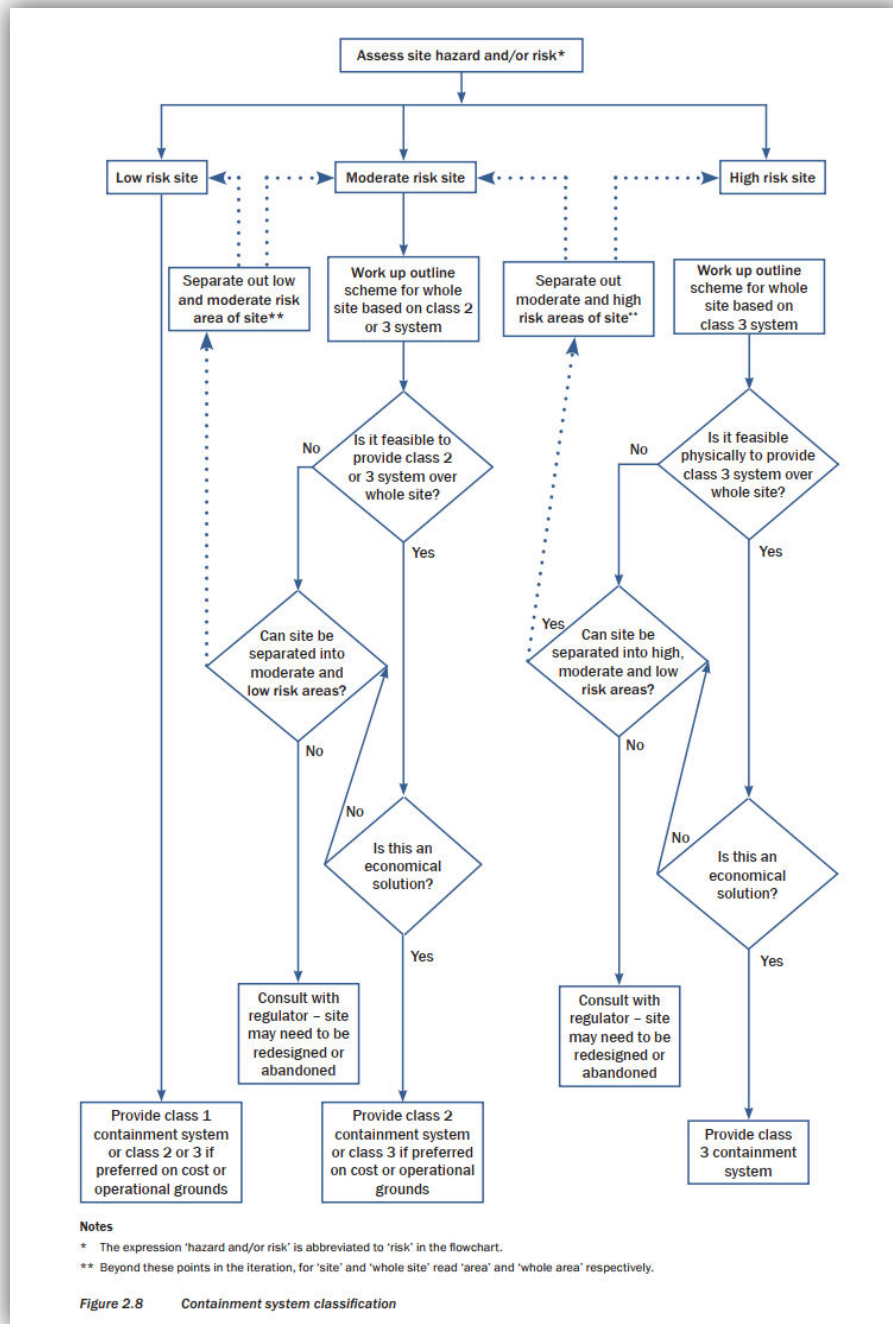 Assess site hazard and/or risk*
Low risk site
Moderate risk site
High risk site
Separate out low
and moderate risk
area of site**
Work up outline
scheme for whole
site based on class 2
or 3 system
Separate out
moderate and high
risk areas of site**
Work up outline
scheme for whole
site based on
class 3 system
No
Is it feasible to
provide class 2
or 3 system over
whole site?
Yes
No
Is it feasible
physically to provide
class 3 system over
whole site?
Yes
Can site be
separated into
moderate and
low risk areas?
No
Yes
Can site be
separated into high,
moderate and low
risk areas?
No
No
Is this an
economical
solution?
Yes
No
Is this an
economical
solution?
Yes
Consult with
regulator – site
may need to be
redesigned or
abandoned
Consult with
regulator – site
may need to be
redesigned or
abandoned
Provide class 1
containment system
or class 2 or 3 if
preferred on cost or
operational grounds
Provide class 2
containment system
or class 3 if preferred
on cost or operational
grounds
Provide class
3 containment
system
Notes
* The expression ‘hazard and/or risk’ is abbreviated to ‘risk’ in the flowchart.
** Beyond these points in the iteration, for ‘site’ and ‘whole site’ read ‘area’ and ‘whole area’ respectively.
Figure 2.8 Containment system classification